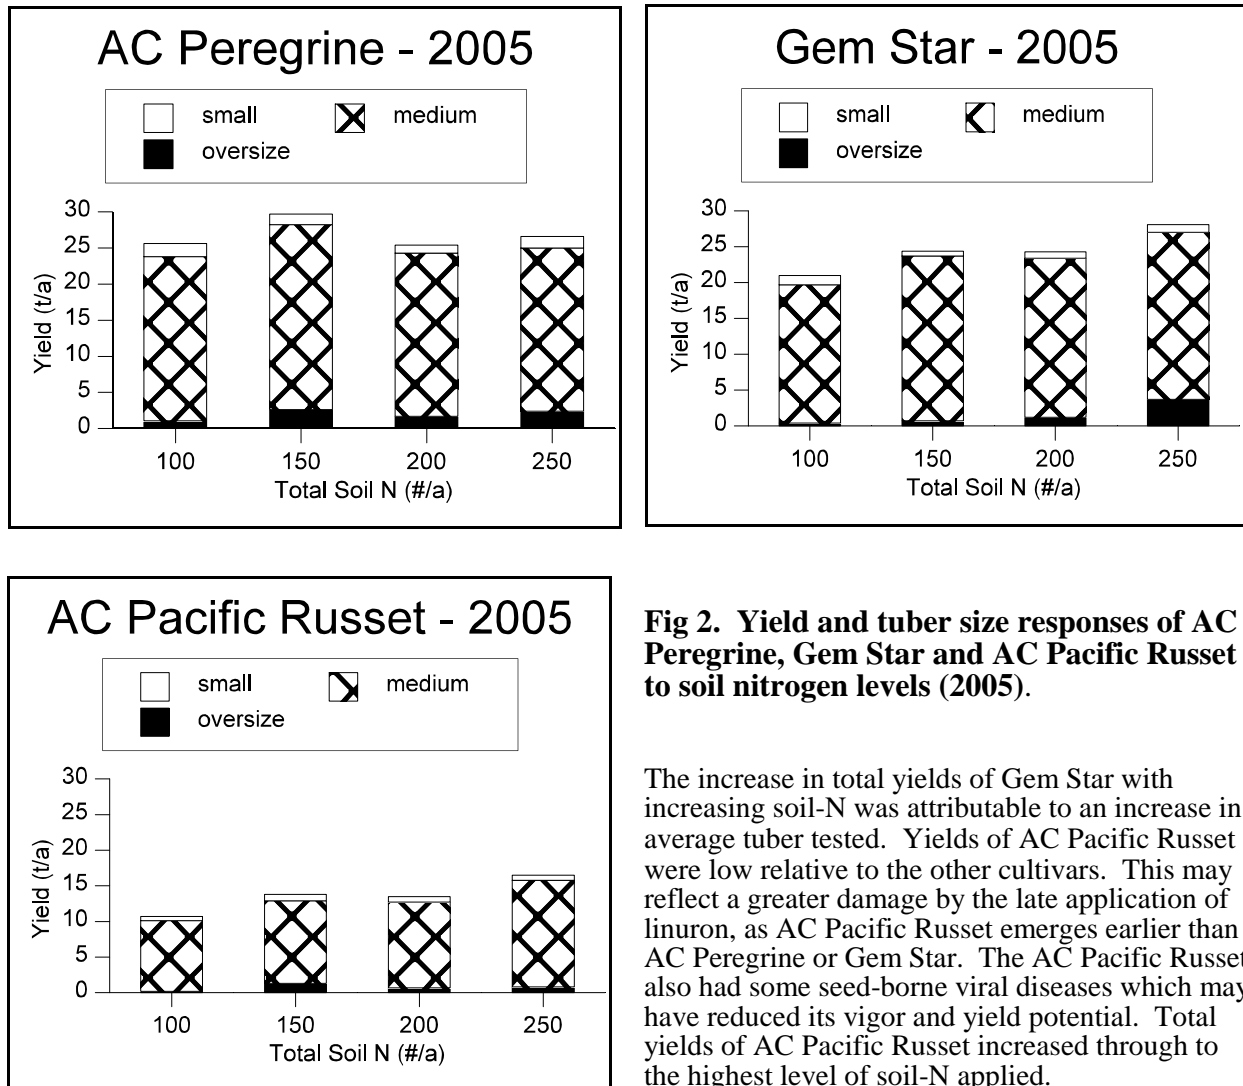 AC Peregrine - 2005
small medium
oversize
30
25
20
15
10
5
0
Yield (t/a)
100 150 200 250
Total Soil N (#/a)
Gem Star - 2005
small medium
oversize
30
25
20
15
10
5
0
Yield (t/a)
100 150 200 250
Total Soil N (#/a)
AC Pacific Russet - 2005
small medium
oversize
30
25
20
15
10
5
0
Yield (t/a)
100 150 200 250
Total Soil N (#/a)
Fig 2. Yield and tuber size responses of AC
Peregrine, Gem Star and AC Pacific Russet
to soil nitrogen levels (2005).
The increase in total yields of Gem Star with
increasing soil-N was attributable to an increase in
average tuber tested. Yields of AC Pacific Russet
were low relative to the other cultivars. This may
reflect a greater damage by the late application of
linuron, as AC Pacific Russet emerges earlier than
AC Peregrine or Gem Star. The AC Pacific Russet
also had some seed-borne viral diseases which may
have reduced its vigor and yield potential. Total
yields of AC Pacific Russet increased through to
the highest level of soil-N applied.